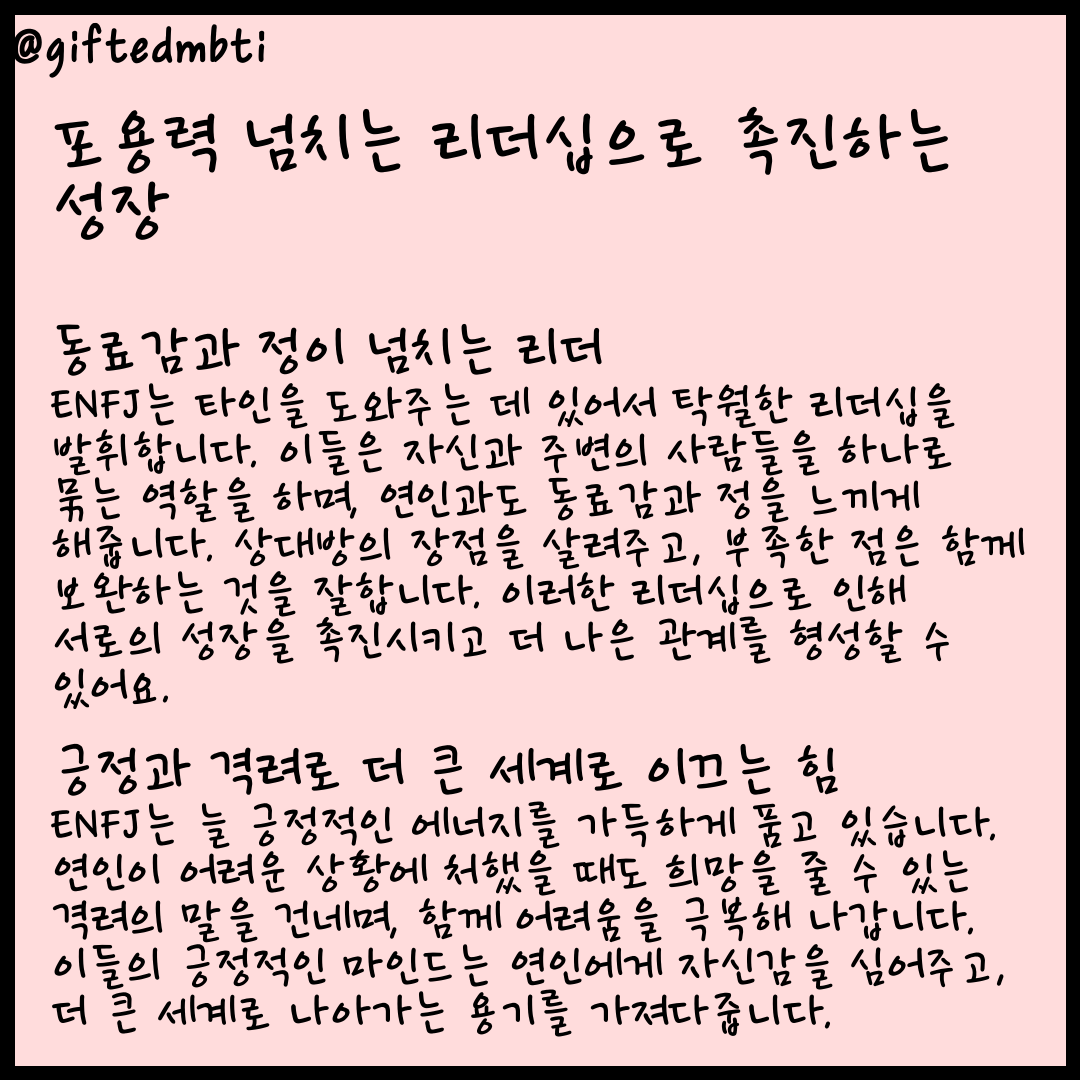 @giftedmbti
포용력 넘치는 리더십으로 촉진하는
성장
동료감과 정이 넘치는 리더
ENFJ는 타인을 도와주는 데 있어서 탁월한 리더십을
발휘합니다. 이들은 자신과 주변의 사람들을 하나로
묶는 역할을 하며, 연인과도 동료감과 정을 느끼게
해줍니다. 상대방의 장점을 살려주고, 부족한 점은 함께
보완하는 것을 잘합니다. 이러한 리더십으로 인해
서로의 성장을 촉진시키고 더 나은 관계를 형성할 수
있어요.
긍정과 격려로 더 큰 세계로 이끄는 힘
ENFJ는 늘 긍정적인 에너지를 가득하게 품고 있습니다.
연인이 어려운 상황에 처했을 때도 희망을 줄 수 있는
격려의 말을 건네며, 함께 어려움을 극복해 나갑니다.
이들의 긍정적인 마인드는 연인에게 자신감을 심어주고,
더 큰 세계로 나아가는 용기를 가져다줍니다.